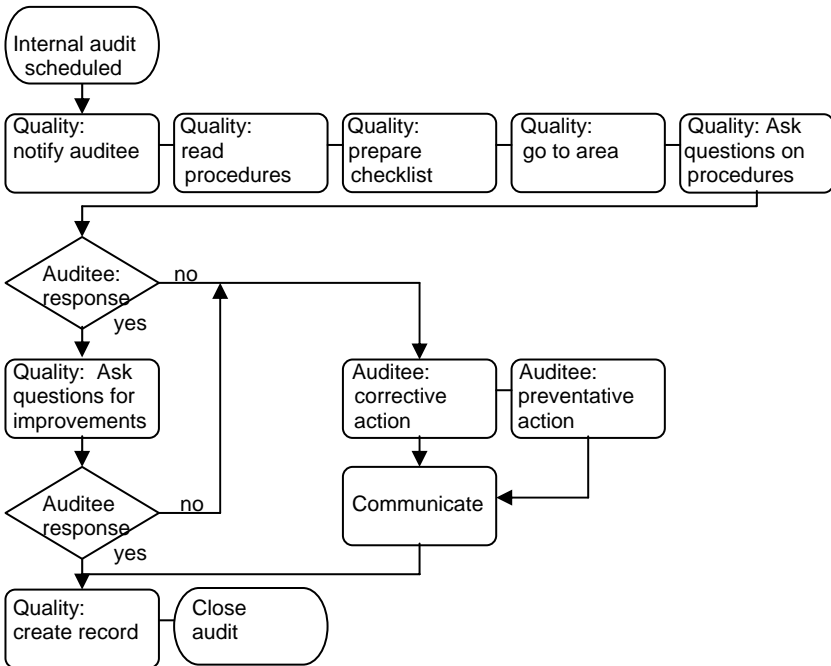 Internal audit
scheduled
Quality:
notify auditee
Quality:
read
procedures
Quality:
prepare
checklist
Quality:
go to area
Quality: Ask
questions on
procedures
Auditee:
response
no
yes
Quality: Ask
questions for
improvements
Auditee:
corrective
action
Auditee:
preventative
action
Auditee
response
no
yes
Communicate
Quality:
create record
Close
audit